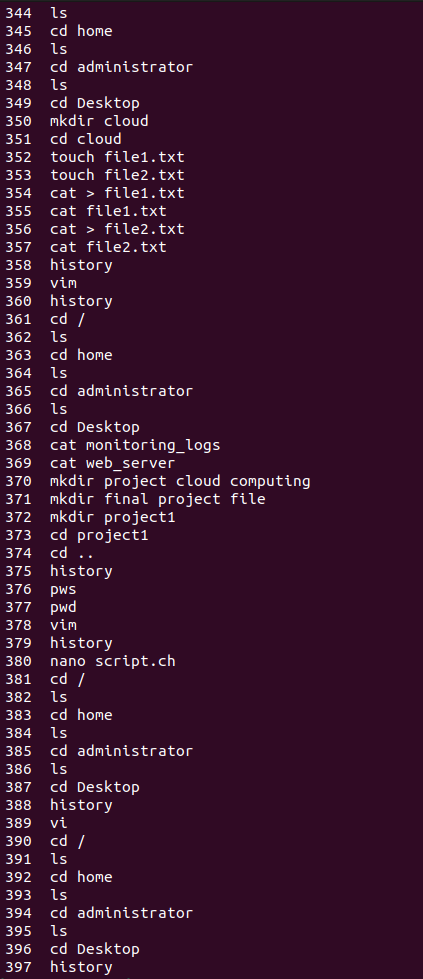 344 ls
345 cd home
346 ls
347 cd administrator
348 ls
349 cd Desktop
350 mkdir cloud
351 cd cloud
352 touch file1.txt
353 touch file2.txt
354 cat > file1.txt
355 cat file1.txt
356 cat > file2.txt
357 cat file2.txt
358 history
359 vim
360 history
361 cd /
362 ls
363 cd home
364 ls
365 cd administrator
366 ls
367 cd Desktop
368 cat monitoring_logs
369 cat web_server
370 mkdir project cloud computing
371 mkdir final project file
372 mkdir project1
373 cd project1
374 cd ..
375 history
376 pws
377 pwd
378 vim
379 history
380 nano script.ch
381 cd /
382 ls
383 cd home
384 ls
385 cd administrator
386 ls
387 cd Desktop
388 history
389 vi
390 cd /
391 ls
392 cd home
393 ls
394 cd administrator
395 ls
396 cd Desktop
397 history